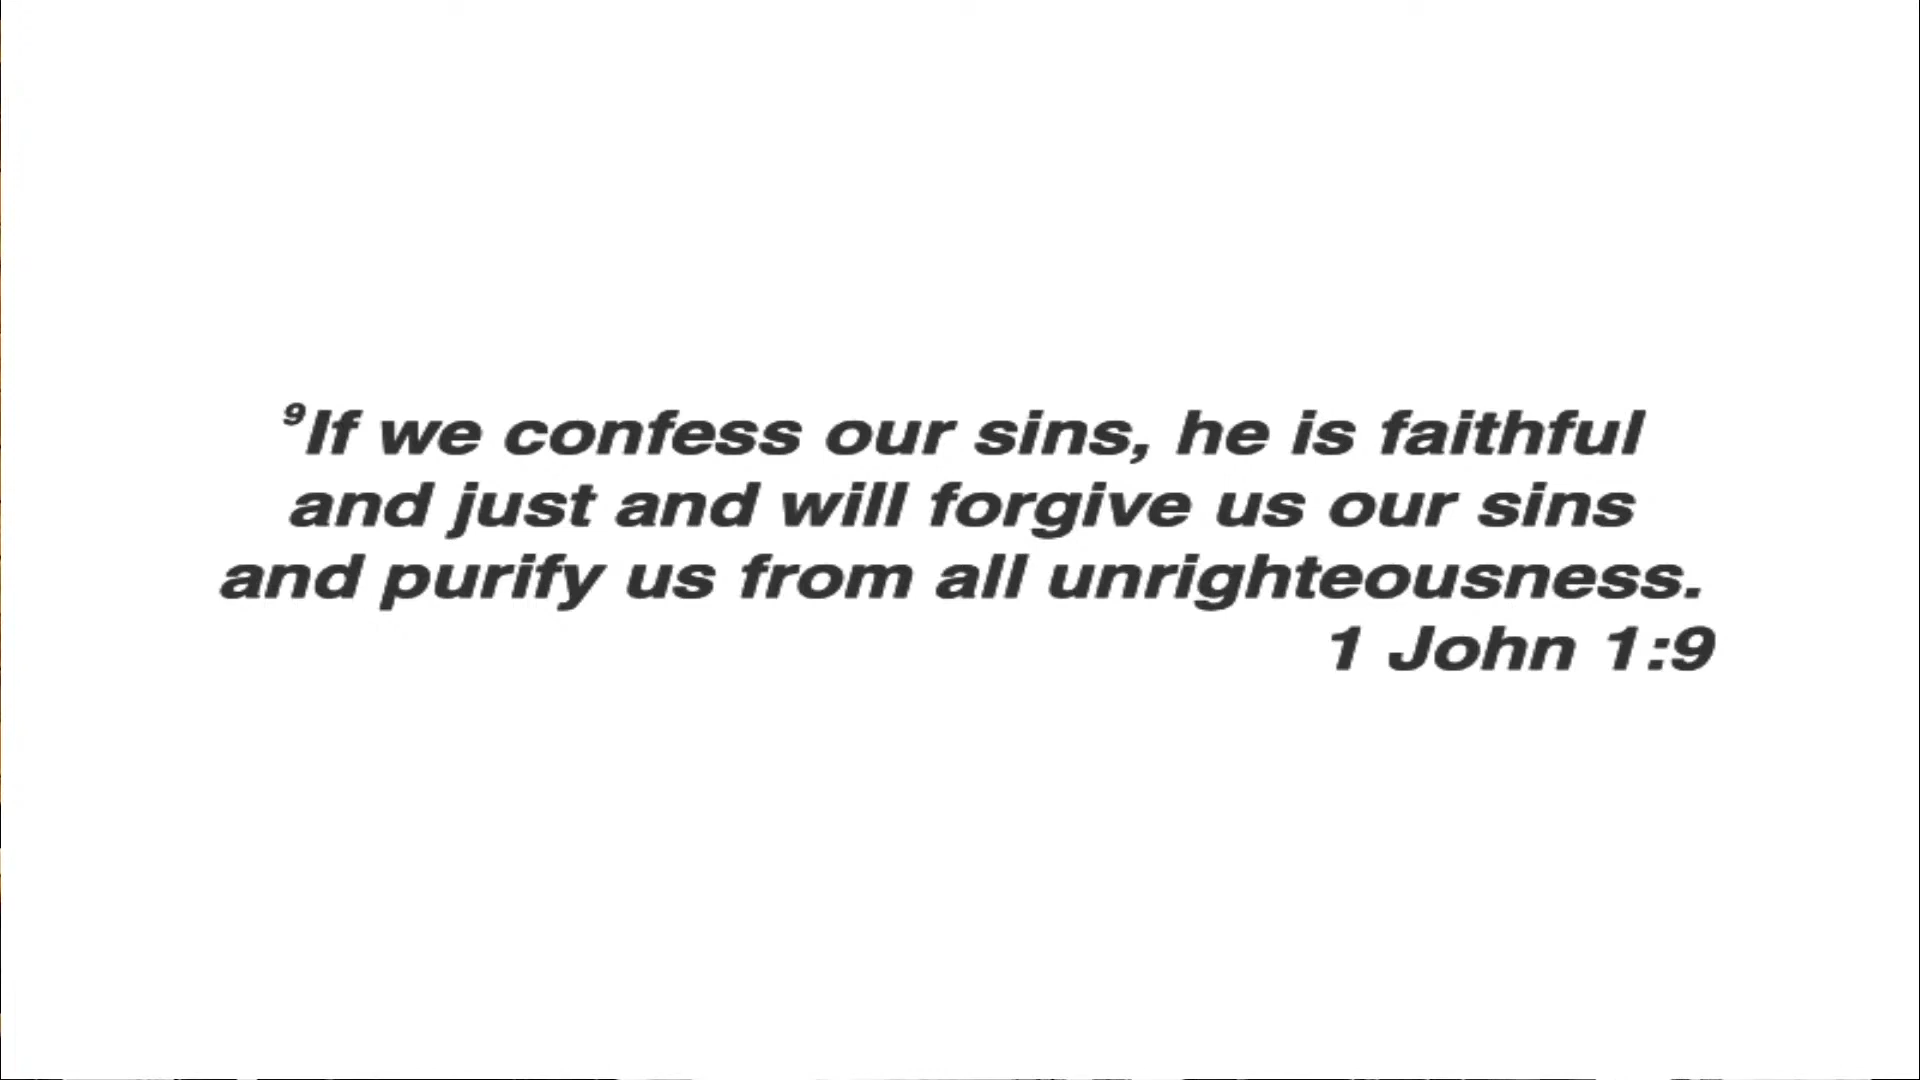 ⁹If we confess our sins, he is faithful
and just and will forgive us our sins
and purify us from all unrighteousness.
1 John 1:9